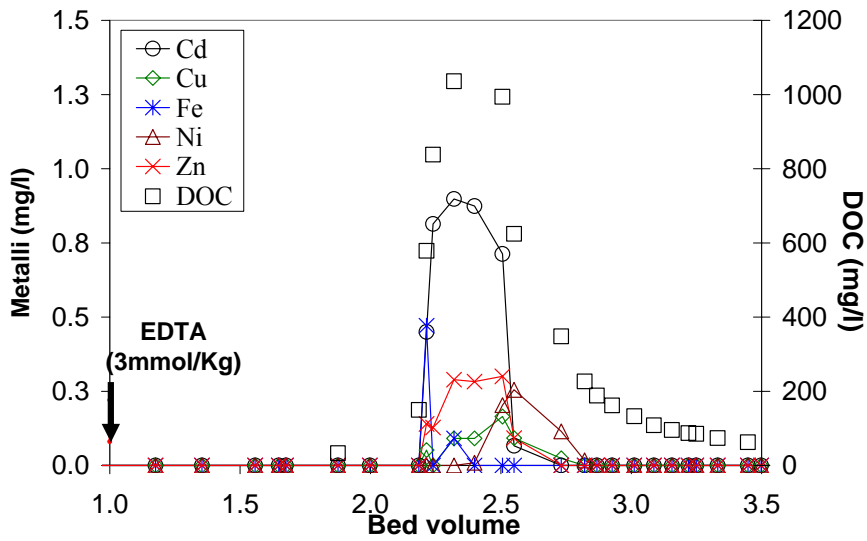 1.5
1.3
1.0
0.8
0.5
0.3
0.0
Metalli (mg/l)
Cd
Cu
Fe
Ni
Zn
DOC
EDTA
(3mmol/Kg)
1200
1000
800
600
400
200
0
DOC (mg/l)
1.0 1.5 2.0 2.5 3.0 3.5
Bed volume